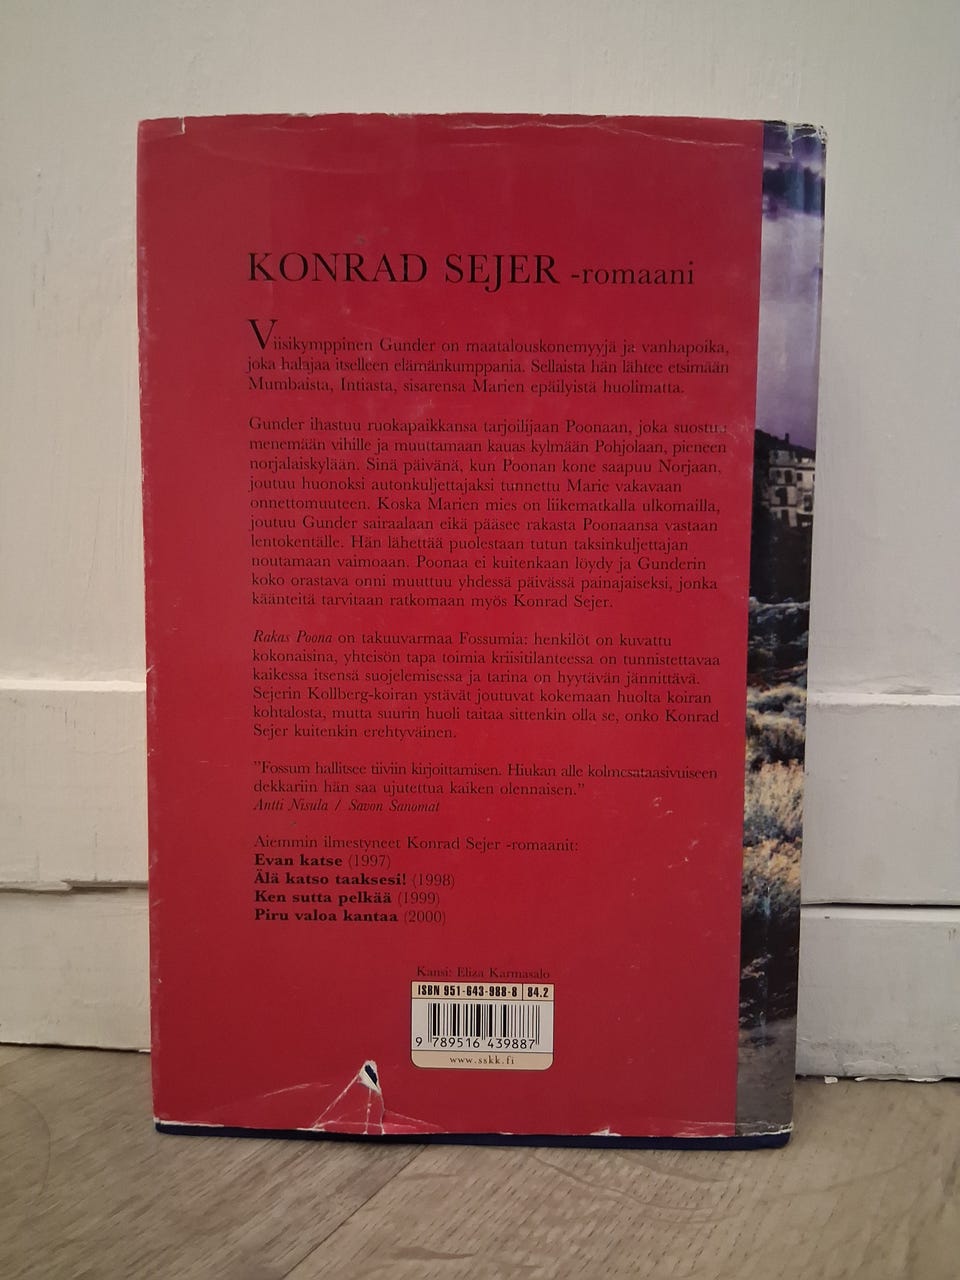 KONRAD SEJER -romaani
Viisikymppinen Gunder on maatalouskonemyyjä ja vanhapoika,
joka halajaa itselleen elämänkumppania. Sellaista hän lähtee etsimään
Mumbaista, Intiasta, sisarensa Marien epäilyistä huolimatta.
Gunder ihastuu ruokapaikkansa tarjoilijaan Poonaan, joka suostuu
menemään vihille ja muuttamaan kauas kylmään Pohjolaan, pieneen
norjalaiskylään. Sinä päivänä, kun Poonan kone saapuu Norjaan,
joutuu huonoksi autonkuljettajaksi tunnettu Marie vakavaan
onnettomuuteen. Koska Marien mies on liikematkalla ulkomailla,
joutuu Gunder sairaalaan eikä pääsee rakasta Poonaansa vastaan
lentokentälle. Hän lähettää puolestaan tutun taksinkuljettajan
noutamaan vaimoaan. Poonaa ei kuitenkaan löydy ja Gunderin
koko orastava onni muuttuu yhdessä päivässä painajaiseksi, jonka
käänteitä tarvitaan ratkomaan myös Konrad Sejer.
Rakas Poona on takuuvarmaa Fossumia: henkilöt on kuvattu
kokonaisina, yhteisön tapa toimia kriisitilanteessa on tunnistettavaa
kaikessa itsensä suojelemisessa ja tarina on hyytävän jännittävä.
Sejerin Kollberg-koiran ystävät joutuvat kokemaan huolta koiran
kohtalosta, mutta suurin huoli taitaa sittenkin olla se, onko Konrad
Sejer kuitenkin erehtyväinen.
"Fossum hallitsee tiiviin kirjoittamisen. Hiukan alle kolmesataasivuiseen
dekkariin hän saa ujutettua kaiken olennaisen."
Antti Nisula / Savon Sanomat
Aiemmin ilmestyneet Konrad Sejer -romaanit:
Evan katse (1997)
Älä katso taaksesi! (1998)
Ken sutta pelkää (1999)
Piru valoa kantaa (2000)
Kansi: Eliza Karmasalo
ISBN 951-643-988-8 84.2
9 789516 439887
www.sskk.fi